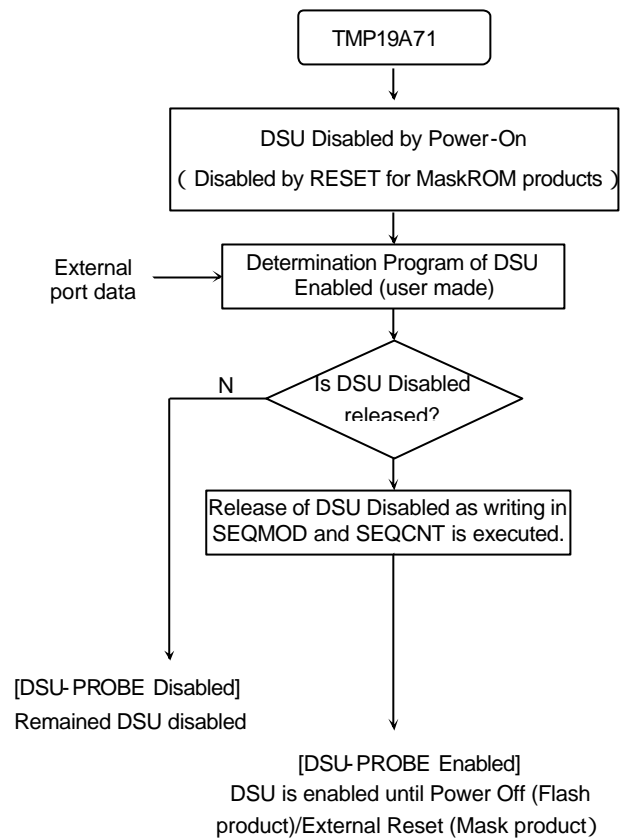 TMP19A71
DSU Disabled by Power-On
( Disabled by RESET for MaskROM products )
External
port data
Determination Program of DSU
Enabled (user made)
N
Is DSU Disabled
released?
Release of DSU Disabled as writing in
SEQMOD and SEQCNT is executed.
[DSU-PROBE Disabled]
Remained DSU disabled
[DSU-PROBE Enabled]
DSU is enabled until Power Off (Flash
product)/External Reset (Mask product)